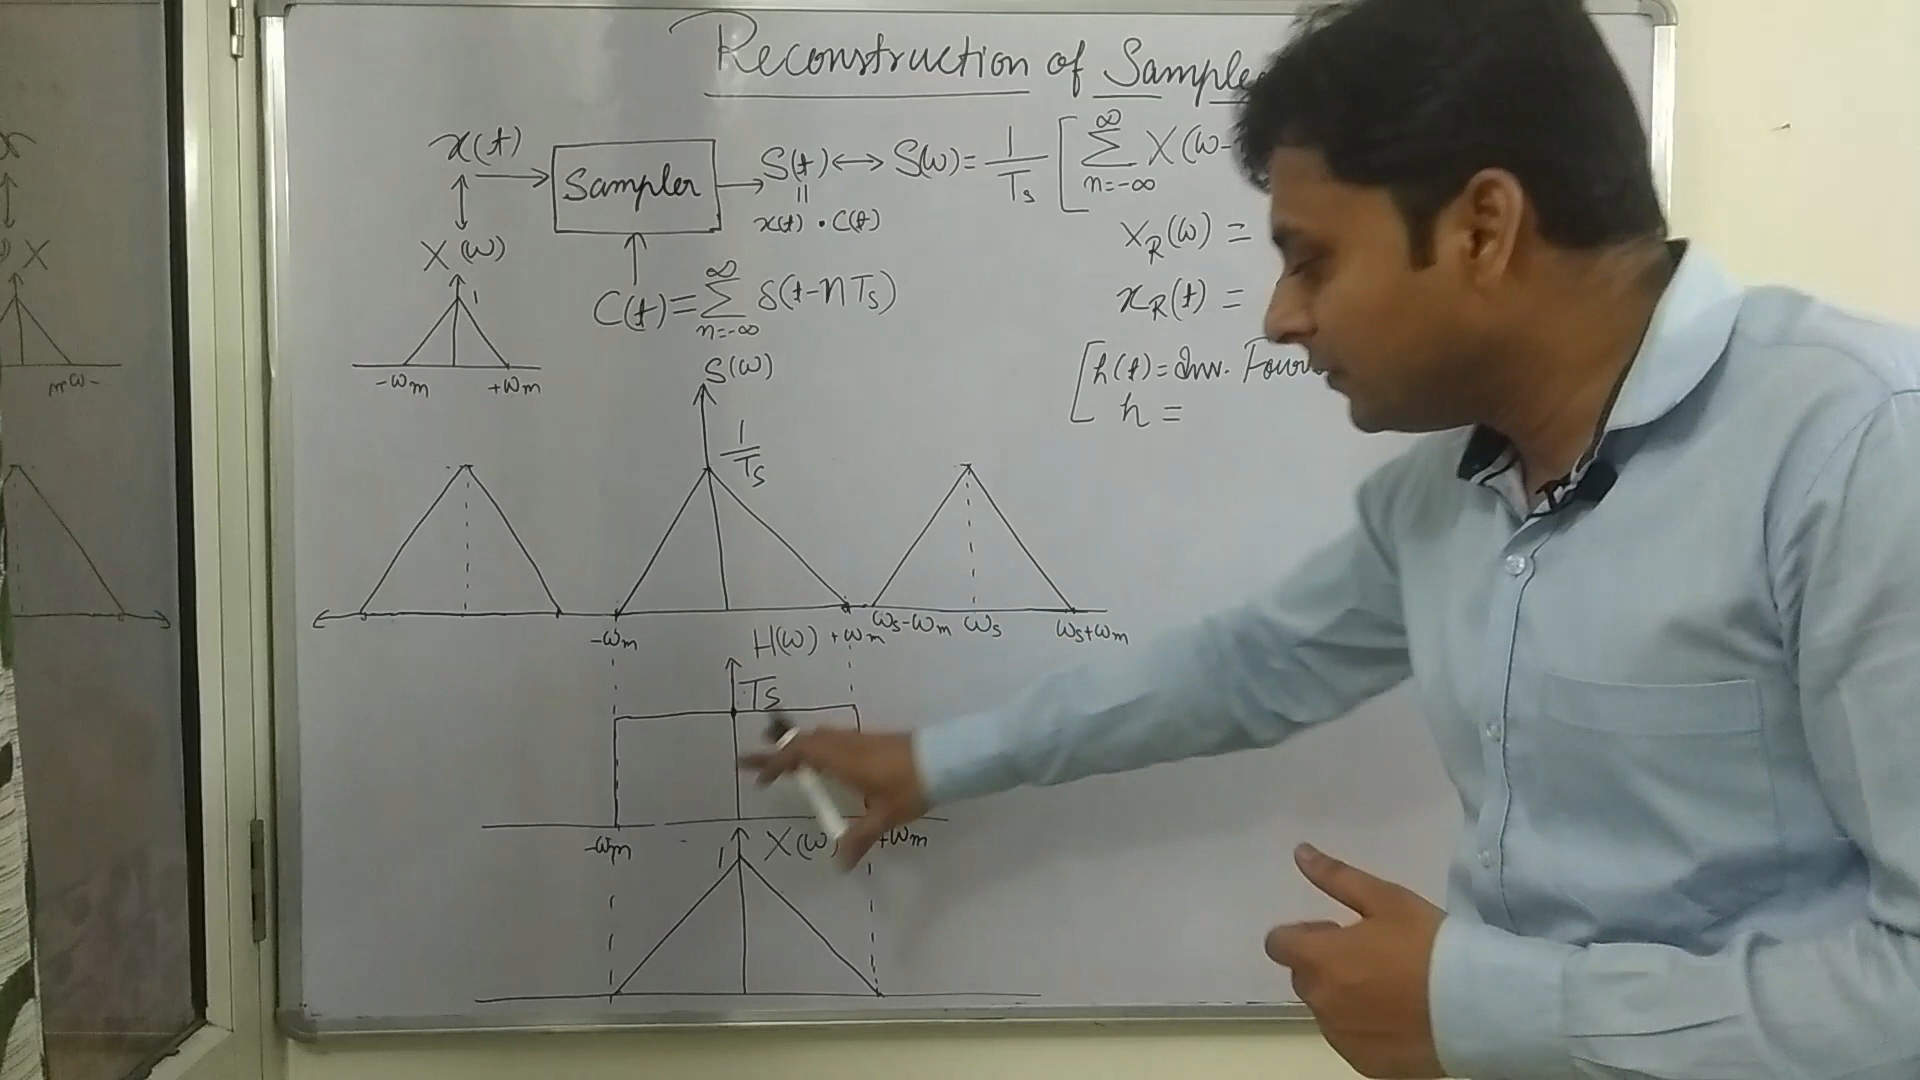 Reconstruction of Sample
x(t) → Sampler → S(t) ↔ S(ω) = 1/Ts [ ∞ Σ n=-∞ X(ω-
=
x(t) . C(t)
X(ω)
1
-ωm +ωm
C(t) = ∞ Σ n=-∞ δ(t-nTs)
XR(ω) =
xR(t) =
[h(t) = Inv.
h =
S(ω)
1/Ts
-ωm +ωm ωs-ωm ωs ωs+ωm
H(ω)
Ts
-ωm +ωm
X(ω
1
X
-ωm